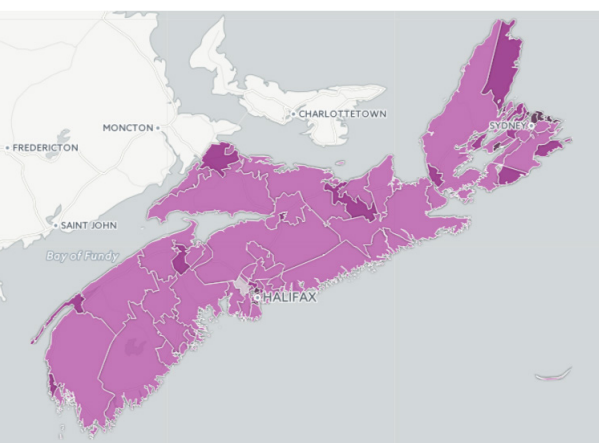 CHARLOTTETOWN
MONCTON
SYDNEY
FREDERICTON
SAINT JOHN
Bay of Fundy
HALIFAX